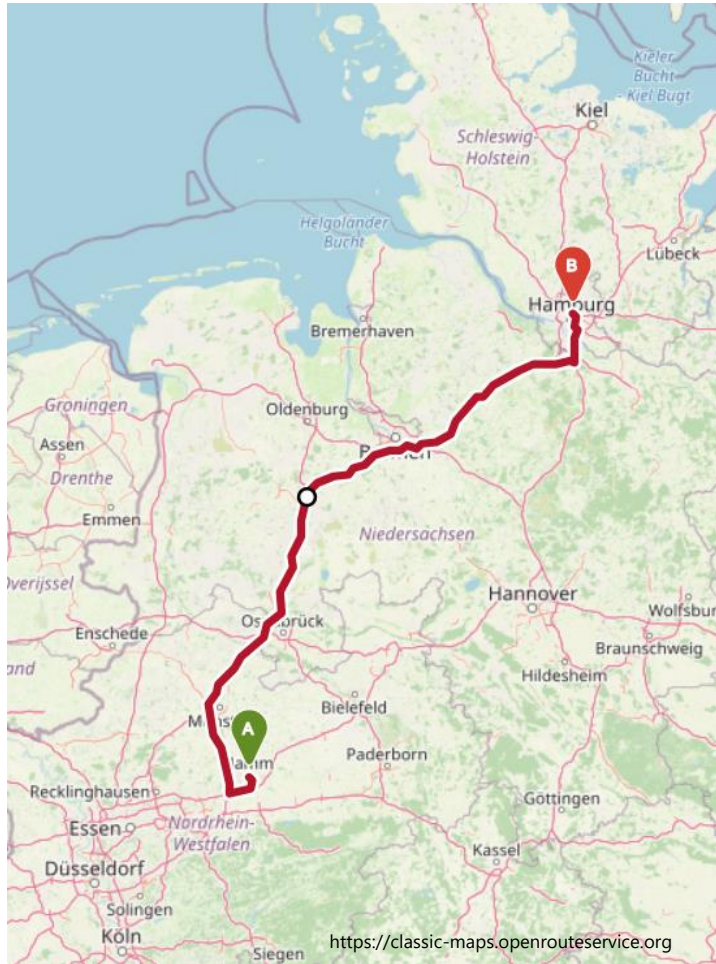 Kieler
Bucht
Kiel Bugt
Kiel
Schleswig-
Holstein
Helgoländer
Bucht
Lübeck
B
Hamburg
Bremerhaven
Groningen
Oldenburg
Assen
Drenthe
Emmen
Niedersachsen
Overijssel
Hannover
Wolfsbur
Enschede
Braunschweig
Hildesheim
Bielefeld
A
Paderborn
Recklinghausen
Göttingen
Essen
Nordrhein-
Westfalen
Kassel
Düsseldorf
Solingen
Köln
Siegen
https://classic-maps.openrouteservice.org